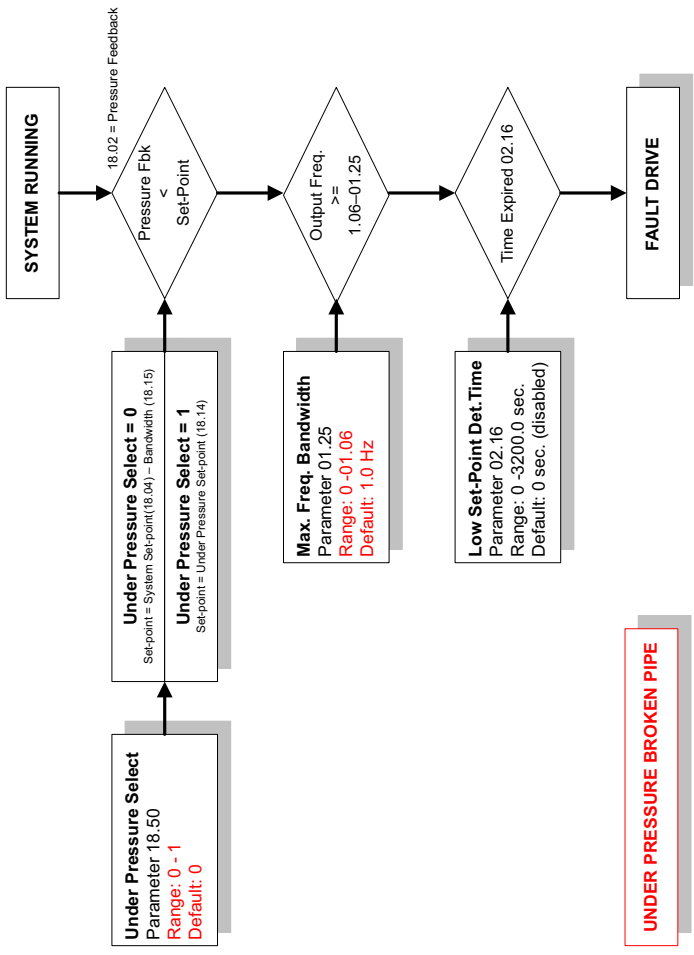 SYSTEM RUNNING
18.02 = Pressure Feedback
Pressure Fbk
<
Set-Point
Output Freq.
>=
1.06–01.25
Time Expired 02.16
FAULT DRIVE
Under Pressure Select = 0
Set-point = System Set-point(18.04) – Bandwidth (18.15)
Under Pressure Select = 1
Set-point = Under Pressure Set-point (18.14)
Max. Freq. Bandwidth
Parameter 01.25
Range: 0 -01.06
Default: 1.0 Hz
Low Set-Point Det.Time
Parameter 02.16
Range: 0 -3200.0 sec.
Default: 0 sec. (disabled)
Under Pressure Select
Parameter 18.50
Range: 0 - 1
Default: 0
UNDER PRESSURE BROKEN PIPE